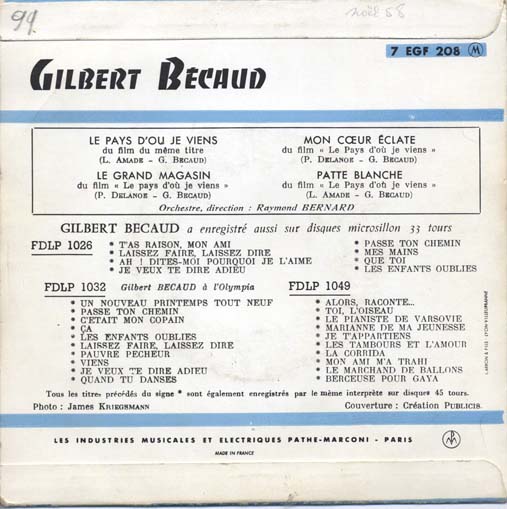 99
noël 58
7 EGF 208 M
GILBERT BÉCAUD
LE PAYS D'OU JE VIENS
du film du même titre
(L. AMADE - G. BECAUD)
MON CŒUR ÉCLATE
du film « Le Pays d'où je viens »
(P. DELANOE - G. BECAUD)
LE GRAND MAGASIN
du film « Le pays d'où je viens »
(P. DELANOE - G. BECAUD)
PATTE BLANCHE
du film « Le Pays d'où je viens »
(L. AMADE - G. BECAUD)
Orchestre, direction : Raymond BERNARD
GILBERT BECAUD a enregistré aussi sur disques microsillon 33 tours
FDLP 1026
* T'AS RAISON, MON AMI
* LAISSEZ FAIRE, LAISSEZ DIRE
* AH ! DITES-MOI POURQUOI JE L'AIME
* JE VEUX TE DIRE ADIEU
* PASSE TON CHEMIN
* MES MAINS
* QUE TOI
* LES ENFANTS OUBLIES
FDLP 1032 Gilbert BECAUD à l'Olympia
* UN NOUVEAU PRINTEMPS TOUT NEUF
* PASSE TON CHEMIN
* C'ETAIT MON COPAIN
* ÇA
* LES ENFANTS OUBLIES
* LAISSEZ FAIRE, LAISSEZ DIRE
* PAUVRE PECHEUR
* VIENS
* JE VEUX TE DIRE ADIEU
* QUAND TU DANSES
FDLP 1049
* ALORS, RACONTE...
* TOI, L'OISEAU
* LE PIANISTE DE VARSOVIE
* MARIANNE DE MA JEUNESSE
* JE T'APPARTIENS
* LES TAMBOURS ET L'AMOUR
* LA CORRIDA
* MON AMI M'A TRAHI
* LE MARCHAND DE BALLONS
* BERCEUSE POUR GAYA
Tous les titres précédés du signe * sont également enregistrés par le même interprète sur disques 45 tours.
Photo : James KRIEGSMANN
Couverture : Création PUBLICIS
LES INDUSTRIES MUSICALES ET ELECTRIQUES PATHE-MARCONI - PARIS
MADE IN FRANCE